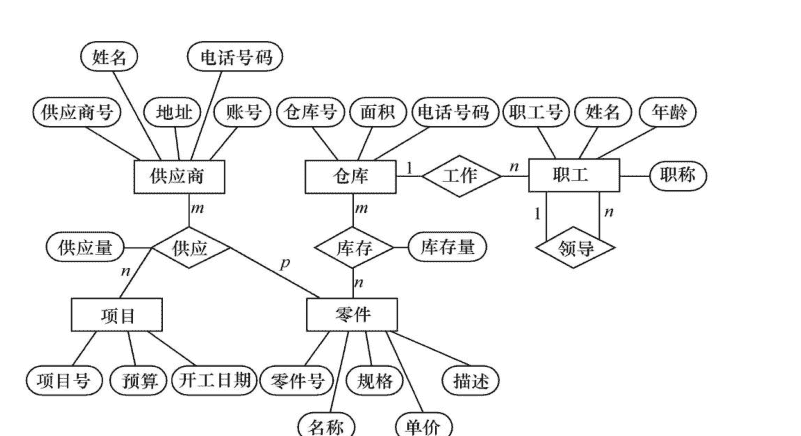 姓名 电话号码
供应商号 地址 账号 仓库号 面积 电话号码 职工号 姓名 年龄
供应商 仓库 1 工作 n 职工 职称
m m 1 n
供应量 供应 库存 库存量 领导
n p n
项目 零件
项目号 预算 开工日期 零件号 规格 描述
名称 单价